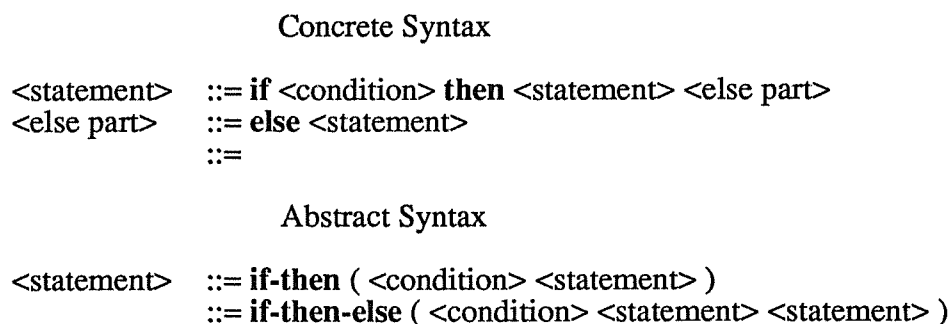 Concrete Syntax
<statement> ::= if <condition> then <statement> <else part>
<else part> ::= else <statement>
::=
Abstract Syntax
<statement> ::= if-then ( <condition> <statement> )
::= if-then-else ( <condition> <statement> <statement> )